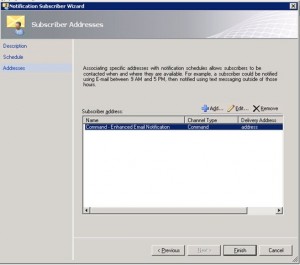 Notification Subscriber Wizard
Subscriber Addresses
Description
Schedule
Addresses
Associating specific addresses with notification schedules allows subscribers to be
contacted when and where they are available. For example, a subscriber could be notified
using E-mail between 9 AM and 5 PM, then notified using text messaging outside of those
hours.
Add... Edit... Remove
Subscriber address:
Name Channel Type Delivery Address
Command - Enhanced Email Notification Command address
< Previous Next > Finish Cancel